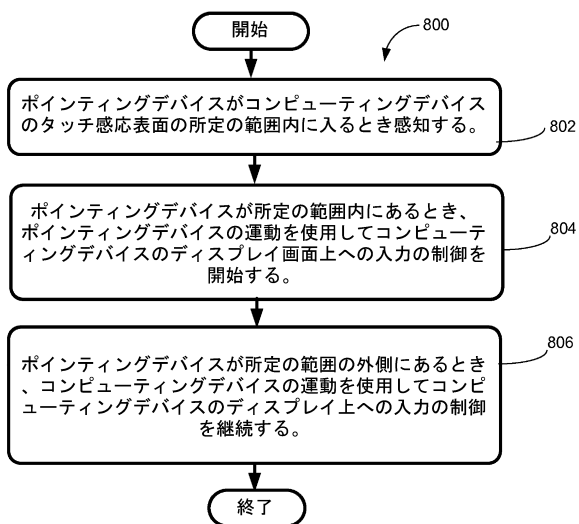 開始
800
ポインティングデバイスがコンピューティングデバイス
のタッチ感応表面の所定の範囲内に入るとき感知する。
802
ポインティングデバイスが所定の範囲内にあるとき、
ポインティングデバイスの運動を使用してコンピューテ
ィングデバイスのディスプレイ画面上への入力の制御を
開始する。
804
ポインティングデバイスが所定の範囲の外側にあるとき
、コンピューティングデバイスの運動を使用してコンピ
ューティングデバイスのディスプレイ上への入力の制御
を継続する。
806
終了